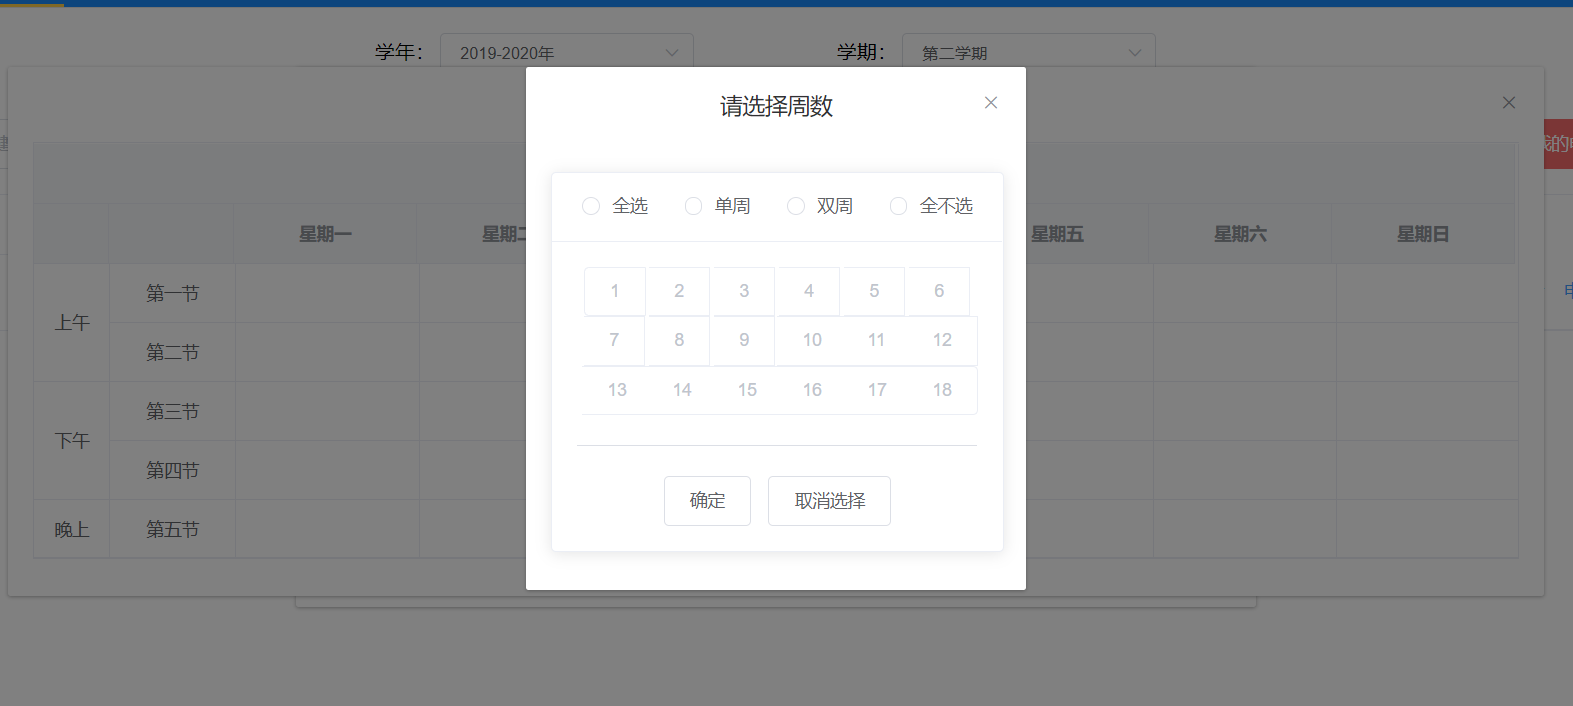 学年： 2019-2020年 学期： 第二学期
请选择周数
全选 单周 双周 全不选
星期一 星期二 星期五 星期六 星期日
1 2 3 4 5 6
7 8 9 10 11 12
13 14 15 16 17 18
确定 取消选择
上午 第一节
第二节
下午 第三节
第四节
晚上 第五节